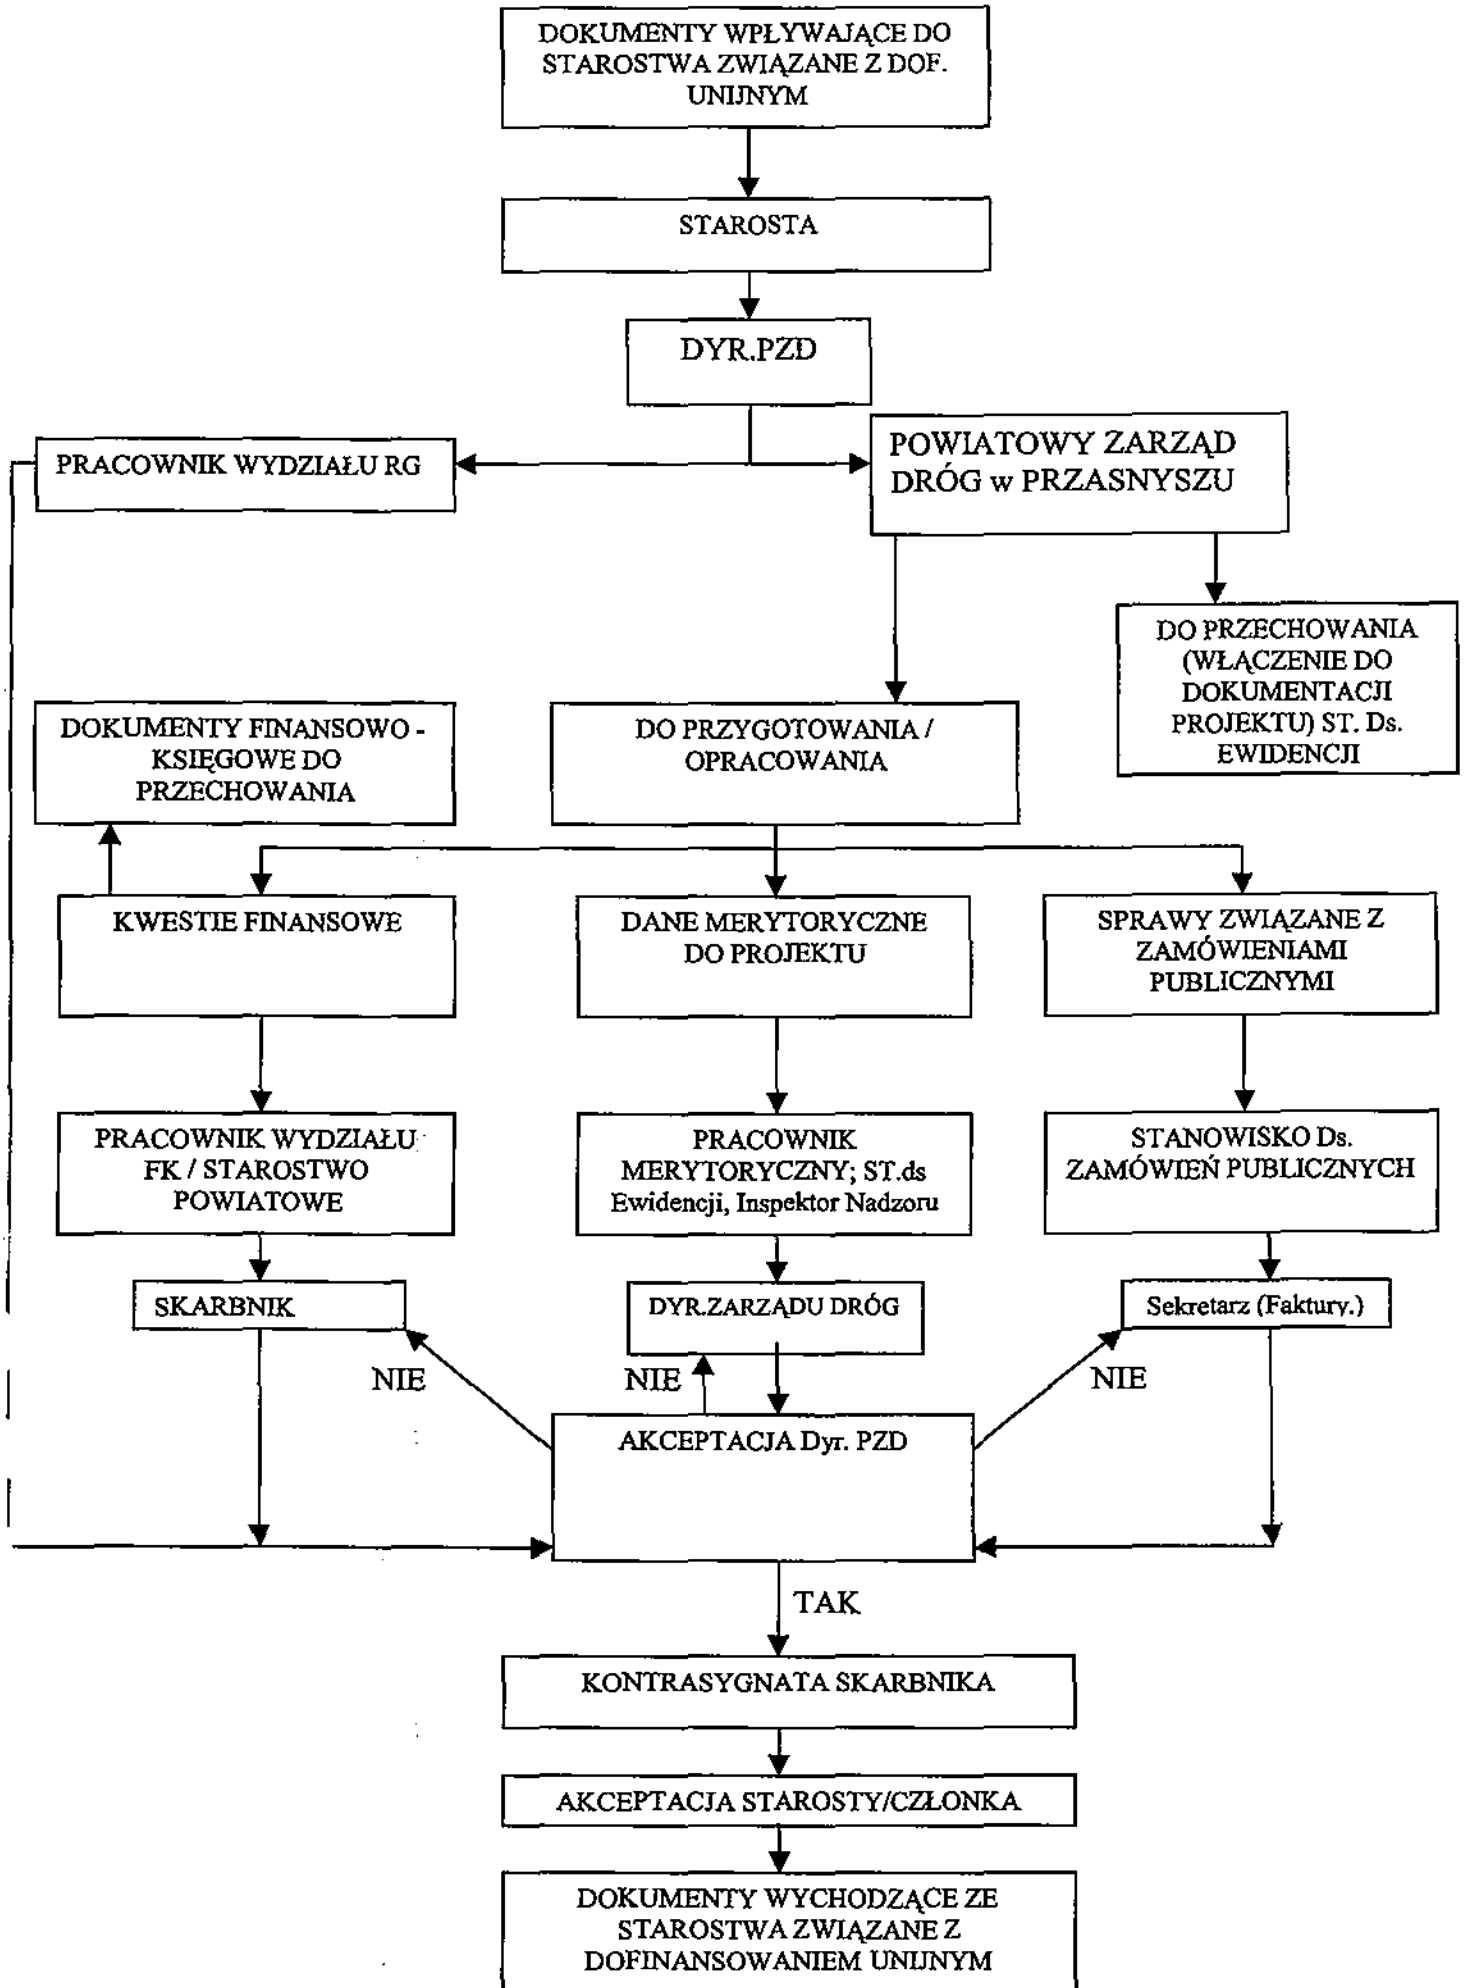 DOKUMENTY WPŁYWAJĄCE DO
STAROSTWA ZWIĄZANE Z DOF.
UNIJNYM
STAROSTA
DYR.PZD
PRACOWNIK WYDZIAŁU RG
POWIATOWY ZARZĄD
DRÓG w PRZASNYSZU
DO PRZECHOWANIA
(WŁĄCZENIE DO
DOKUMENTACJI
PROJEKTU) ST. Ds.
EWIDENCJI
DOKUMENTY FINANSOWO -
KSIĘGOWE DO
PRZECHOWANIA
DO PRZYGOTOWANIA /
OPRACOWANIA
KWESTIE FINANSOWE
DANE MERYTORYCZNE
DO PROJEKTU
SPRAWY ZWIĄZANE Z
ZAMÓWIENIAMI
PUBLICZNYMI
PRACOWNIK WYDZIAŁU
FK / STAROSTWO
POWIATOWE
PRACOWNIK
MERYTORYCZNY; ST.ds
Ewidencji, Inspektor Nadzoru
STANOWISKO Ds.
ZAMÓWIEŃ PUBLICZNYCH
SKARBNIK
DYR.ZARZĄDU DRÓG
Sekretarz (Faktury.)
NIE
NIE
NIE
AKCEPTACJA Dyr. PZD
TAK
KONTRASYGNATA SKARBNIKA
AKCEPTACJA STAROSTY/CZŁONKA
DOKUMENTY WYCHODZĄCE ZE
STAROSTWA ZWIĄZANE Z
DOFINANSOWANIEM UNIJNYM